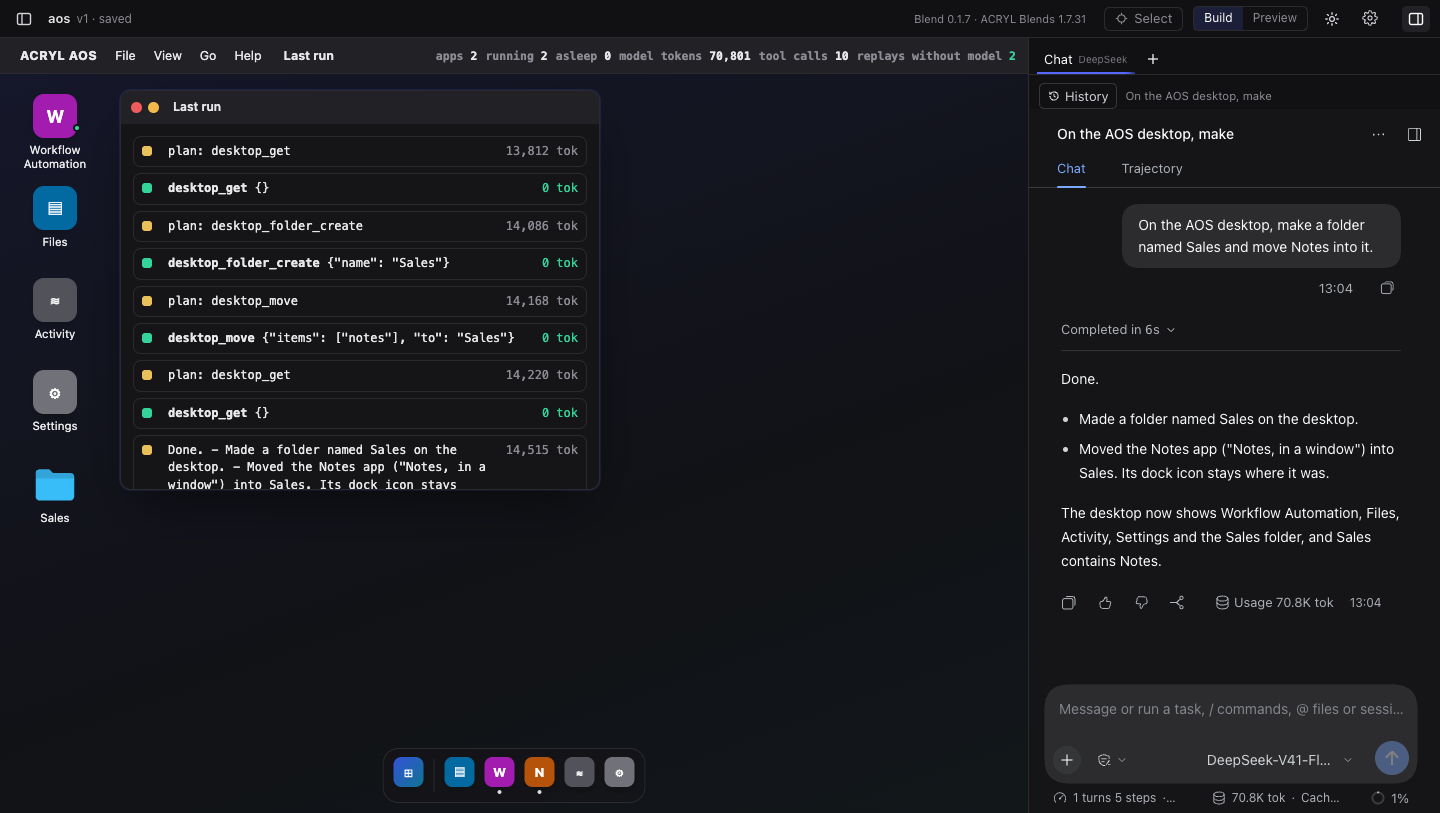 aos v1 · saved
Blend 0.1.7 · ACRYL Blends 1.7.31
Select
Build
Preview
ACRYL AOS
File
View
Go
Help
Last run
apps 2 running 2 asleep 0 model tokens 70,801 tool calls 10 replays without model 2
W
Workflow
Automation
Files
Activity
Settings
Sales
Last run
plan: desktop_get 13,812 tok
desktop_get {} 0 tok
plan: desktop_folder_create 14,086 tok
desktop_folder_create {"name": "Sales"} 0 tok
plan: desktop_move 14,168 tok
desktop_move {"items": ["notes"], "to": "Sales"} 0 tok
plan: desktop_get 14,220 tok
desktop_get {} 0 tok
Done. – Made a folder named Sales on the 14,515 tok
desktop. – Moved the Notes app ("Notes, in a
window") into Sales. Its dock icon stays
W
N
Chat DeepSeek
History
On the AOS desktop, make
On the AOS desktop, make
Chat
Trajectory
On the AOS desktop, make a folder
named Sales and move Notes into it.
13:04
Completed in 6s
Done.
• Made a folder named Sales on the desktop.
• Moved the Notes app ("Notes, in a window") into
Sales. Its dock icon stays where it was.
The desktop now shows Workflow Automation, Files,
Activity, Settings and the Sales folder, and Sales
contains Notes.
Usage 70.8K tok 13:04
Message or run a task, / commands, @ files or sessi...
DeepSeek-V41-Fl...
1 turns 5 steps ·...
70.8K tok · Cach...
1%